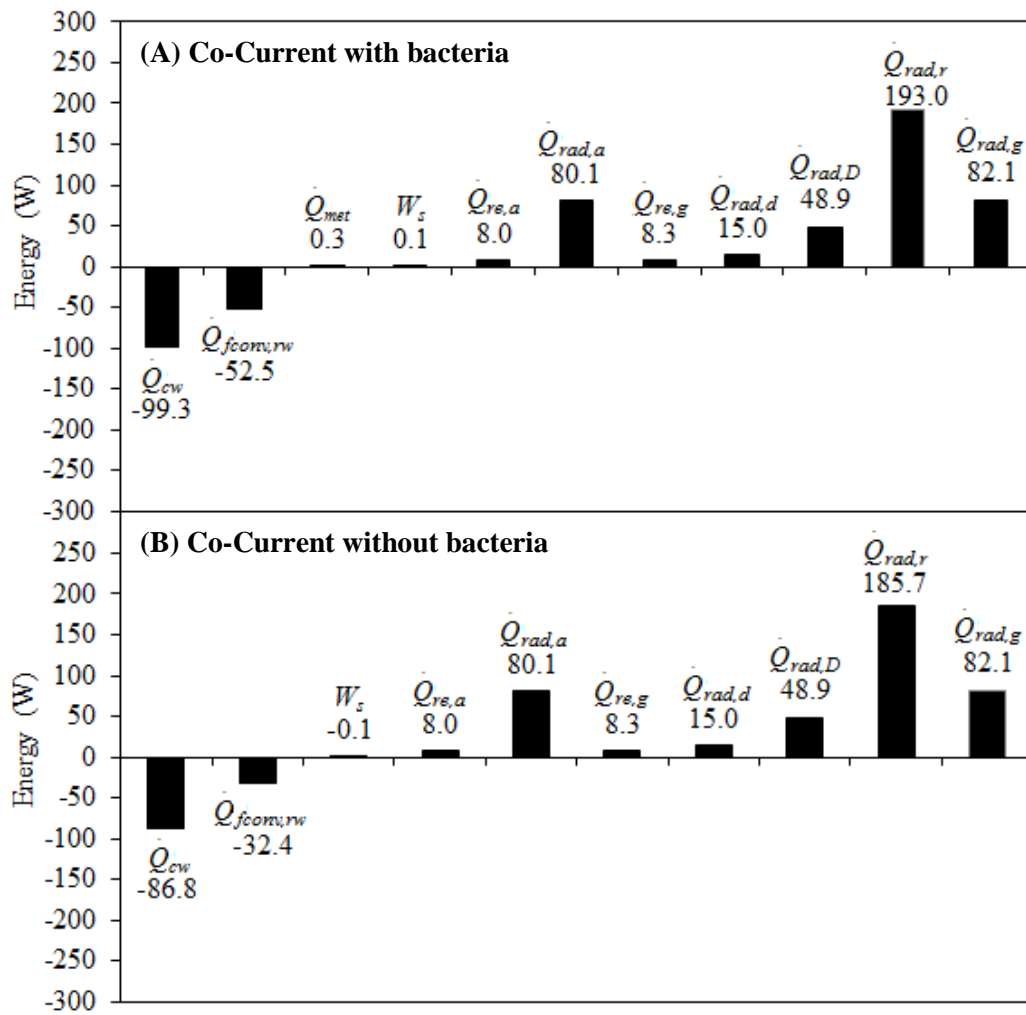 300
250
200
150
100
50
0
-50
-100
-150
-200
-250
-300
Energy (W)
(A) Co-Current with bacteria
Q̇cw
-99.3
Q̇fconv,rw
-52.5
Q̇met
0.3
Ws
0.1
Q̇re,a
8.0
Q̇rad,a
80.1
Q̇re,g
8.3
Q̇rad,d
15.0
Q̇rad,D
48.9
Q̇rad,r
193.0
Q̇rad,g
82.1
250
200
150
100
50
0
-50
-100
-150
-200
-250
-300
Energy (W)
(B) Co-Current without bacteria
Q̇cw
-86.8
Q̇fconv,rw
-32.4
Ws
-0.1
Q̇re,a
8.0
Q̇rad,a
80.1
Q̇re,g
8.3
Q̇rad,d
15.0
Q̇rad,D
48.9
Q̇rad,r
185.7
Q̇rad,g
82.1